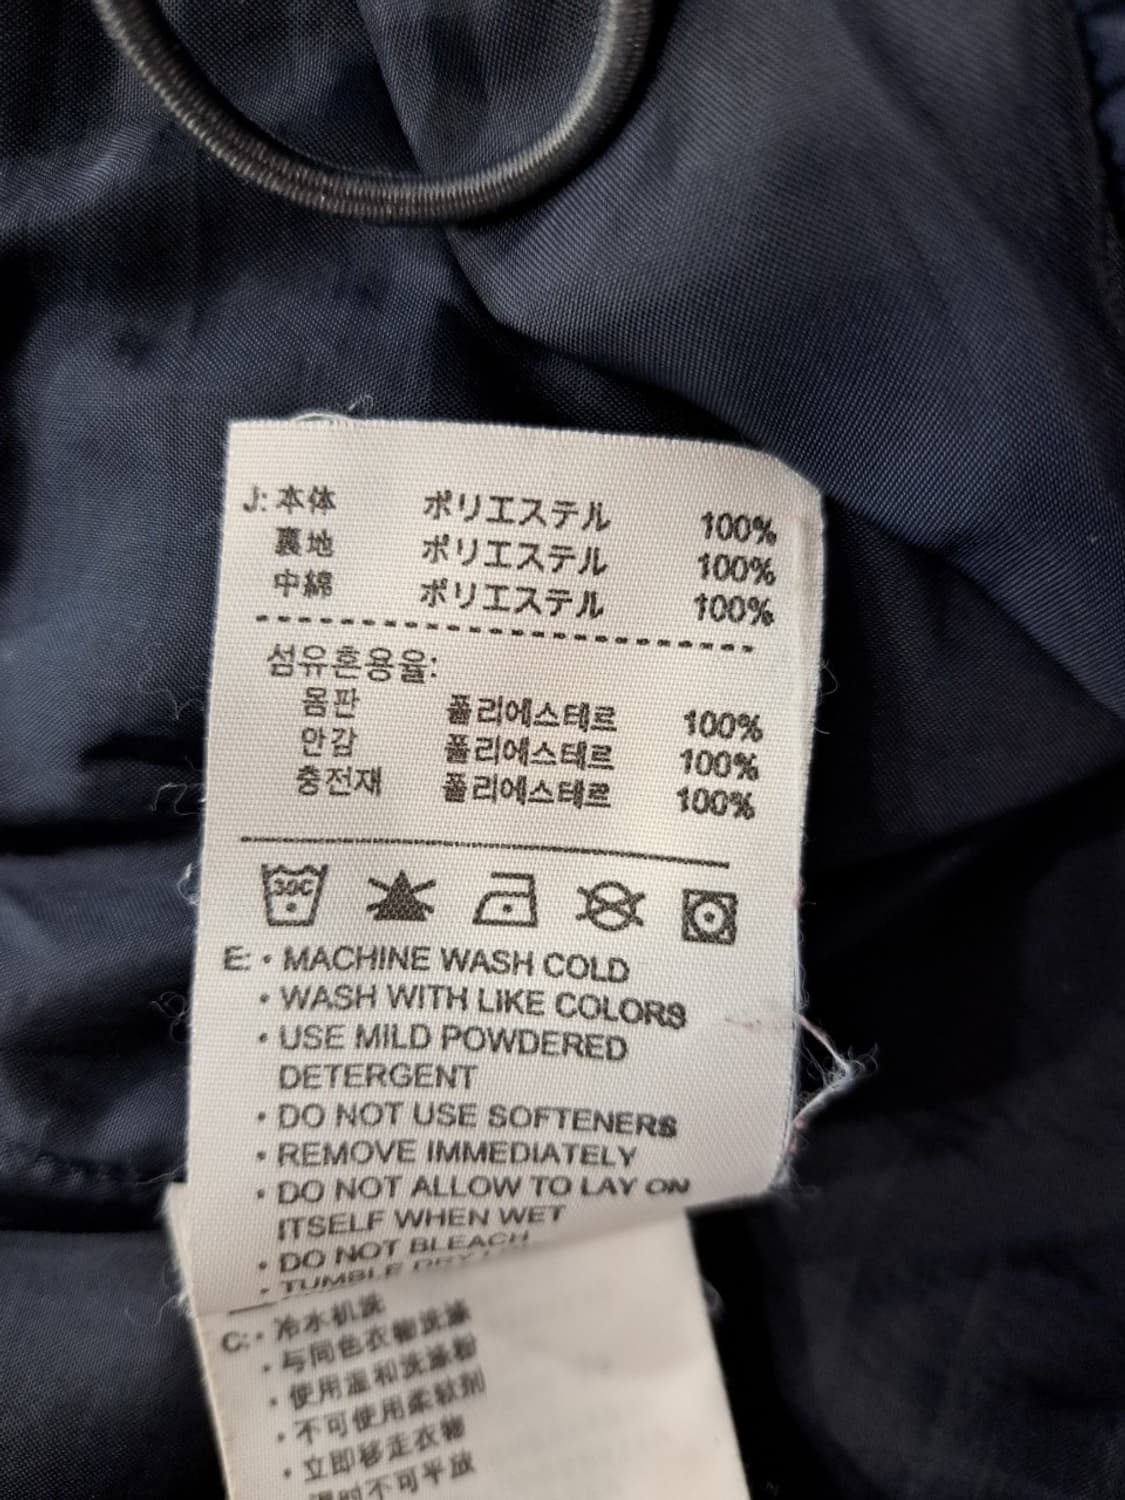 J: 本体 ポリエステル 100%
裏地 ポリエステル 100%
中綿 ポリエステル 100%
섬유혼용율:
몸판 폴리에스테르 100%
안감 폴리에스테르 100%
충전재 폴리에스테르 100%
30C
E: • MACHINE WASH COLD
• WASH WITH LIKE COLORS
• USE MILD POWDERED
DETERGENT
• DO NOT USE SOFTENERS
• REMOVE IMMEDIATELY
• DO NOT ALLOW TO LAY ON
ITSELF WHEN WET
• DO NOT BLEACH
• TUMBLE DRY
C: • 冷水机洗
• 与同色衣物洗涤
• 使用温和洗涤粉
• 不可使用柔软剂
• 立即移走衣物
不可平放